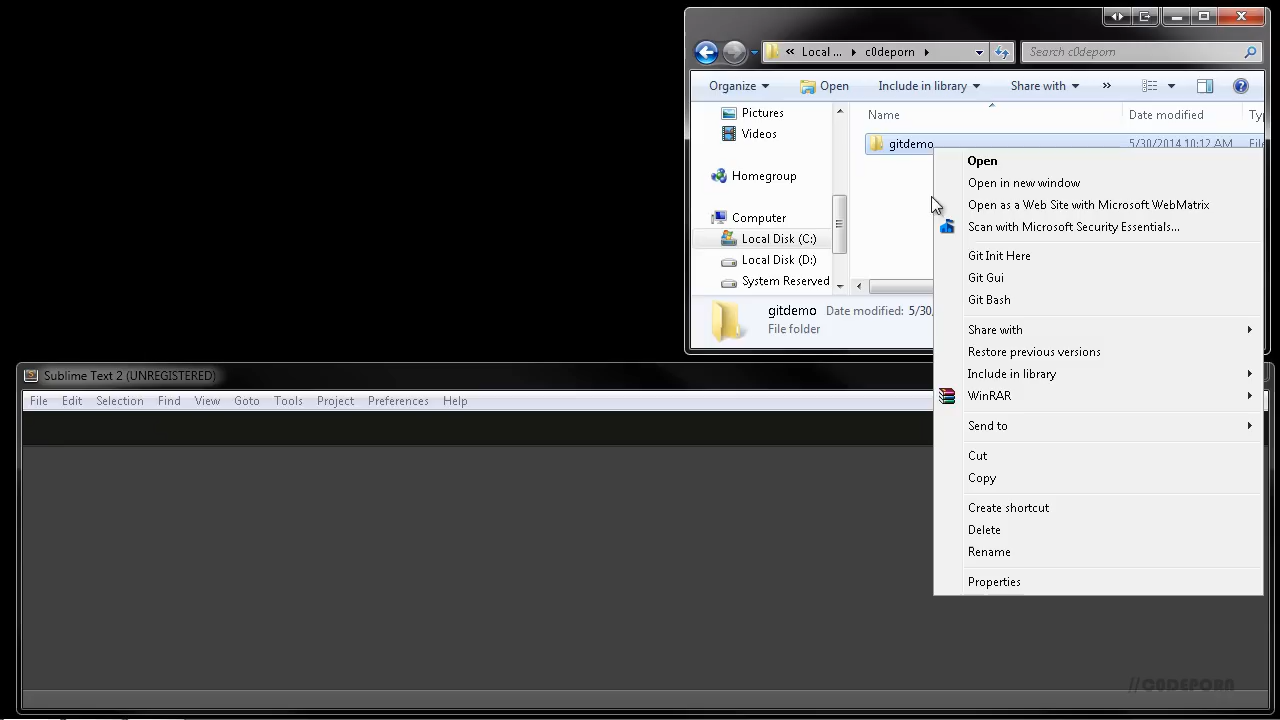 « Local ... ▸ c0deporn ▸
Search c0deporn
Organize Open Include in library Share with »
Pictures
Videos
Homegroup
Computer
Local Disk (C:)
Local Disk (D:)
System Reserved
Name Date modified
gitdemo 5/30/2014 10:12 AM
gitdemo Date modified: 5/30/
File folder
Open
Open in new window
Open as a Web Site with Microsoft WebMatrix
Scan with Microsoft Security Essentials...
Git Init Here
Git Gui
Git Bash
Share with
Restore previous versions
Include in library
WinRAR
Send to
Cut
Copy
Create shortcut
Delete
Rename
Properties
Sublime Text 2 (UNREGISTERED)
File Edit Selection Find View Goto Tools Project Preferences Help
//C0DEPORN